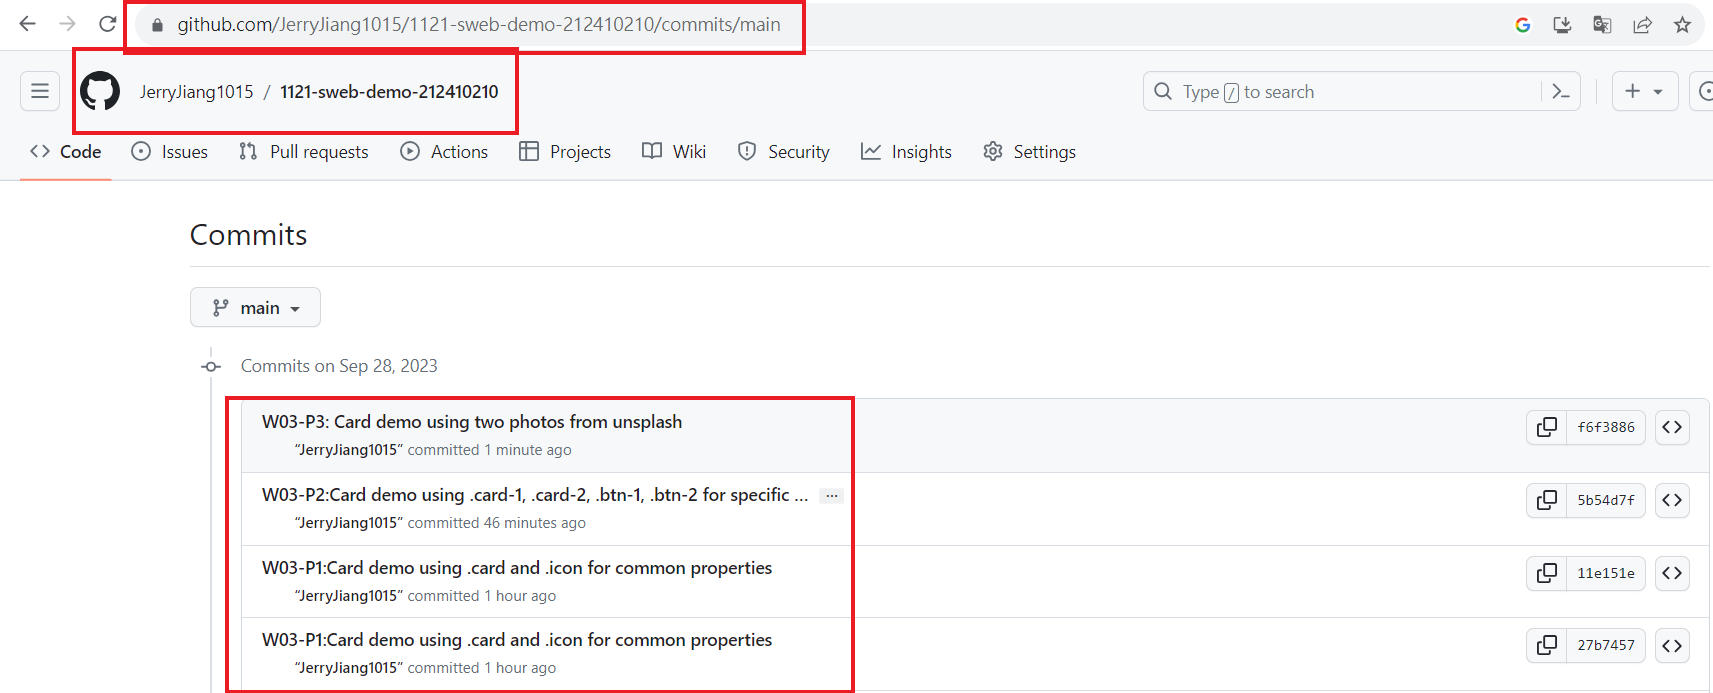 github.com/JerryJiang1015/1121-sweb-demo-212410210/commits/main
JerryJiang1015 / 1121-sweb-demo-212410210
Type / to search
Code Issues Pull requests Actions Projects Wiki Security Insights Settings
Commits
main
Commits on Sep 28, 2023
W03-P3: Card demo using two photos from unsplash
f6f3886
“JerryJiang1015” committed 1 minute ago
W03-P2:Card demo using .card-1, .card-2, .btn-1, .btn-2 for specific ... ...
5b54d7f
“JerryJiang1015” committed 46 minutes ago
W03-P1:Card demo using .card and .icon for common properties
11e151e
“JerryJiang1015” committed 1 hour ago
W03-P1:Card demo using .card and .icon for common properties
27b7457
“JerryJiang1015” committed 1 hour ago